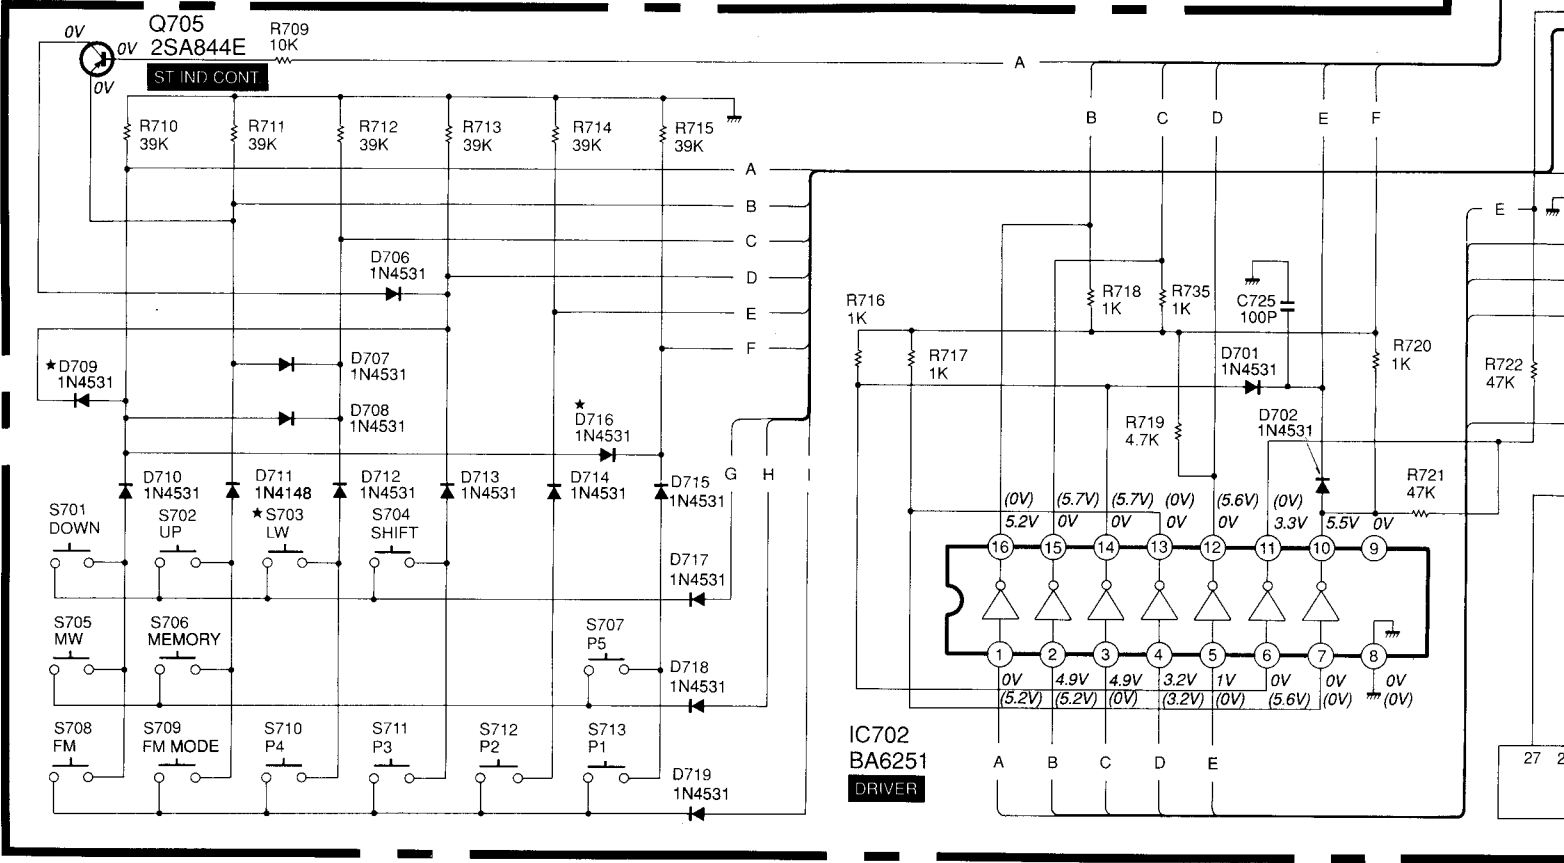 0V
Q705
2SA844E
0V
ST IND CONT.
0V
R709
10K
A
B
C
D
E
F
R710
39K
R711
39K
R712
39K
R713
39K
R714
39K
R715
39K
A
B
C
D
E
F
E
D706
1N4531
★D709
1N4531
D707
1N4531
D708
1N4531
★
D716
1N4531
G
H
I
D710
1N4531
D711
1N4148
D712
1N4531
D713
1N4531
D714
1N4531
D715
1N4531
S701
DOWN
S702
UP
★S703
LW
S704
SHIFT
D717
1N4531
S705
MW
S706
MEMORY
S707
P5
D718
1N4531
S708
FM
S709
FM MODE
S710
P4
S711
P3
S712
P2
S713
P1
D719
1N4531
R716
1K
R717
1K
R718
1K
R735
1K
C725
100P
D701
1N4531
R720
1K
R722
47K
R719
4.7K
D702
1N4531
R721
47K
(0V) (5.7V) (5.7V) (0V) (5.6V) (0V)
5.2V 0V 0V 0V 0V 3.3V 5.5V 0V
16 15 14 13 12 11 10 9
1 2 3 4 5 6 7 8
0V 4.9V 4.9V 3.2V 1V 0V 0V 0V
(5.2V) (5.2V) (0V) (3.2V) (0V) (5.6V) (0V) (0V)
IC702
BA6251
DRIVER
A B C D E
27 2